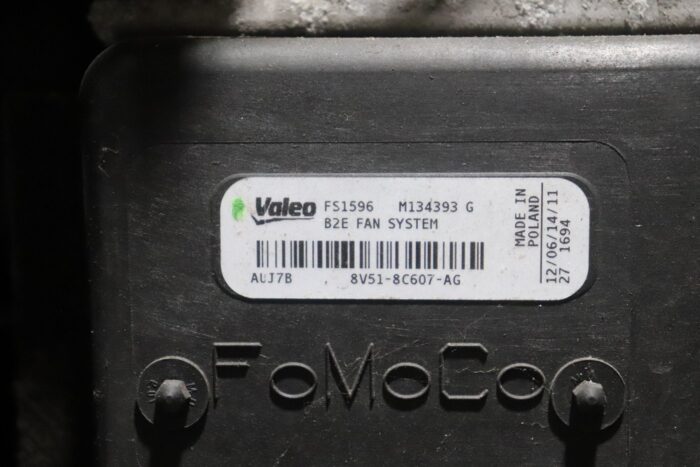 Valeo FS1596 M134393 G
B2E FAN SYSTEM
AUJ7B 8V51-8C607-AG
MADE IN
POLAND
12/06/14/11
27 1694
FoMoCo